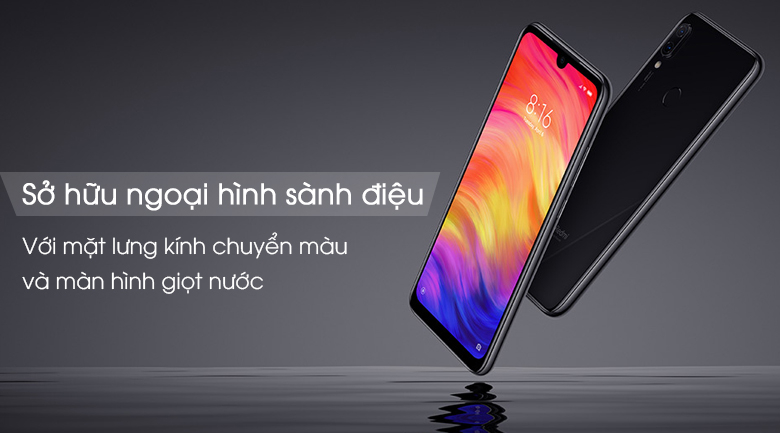 8:16
Sở hữu ngoại hình sành điệu
Với mặt lưng kính chuyển màu
và màn hình giọt nước
Redmi